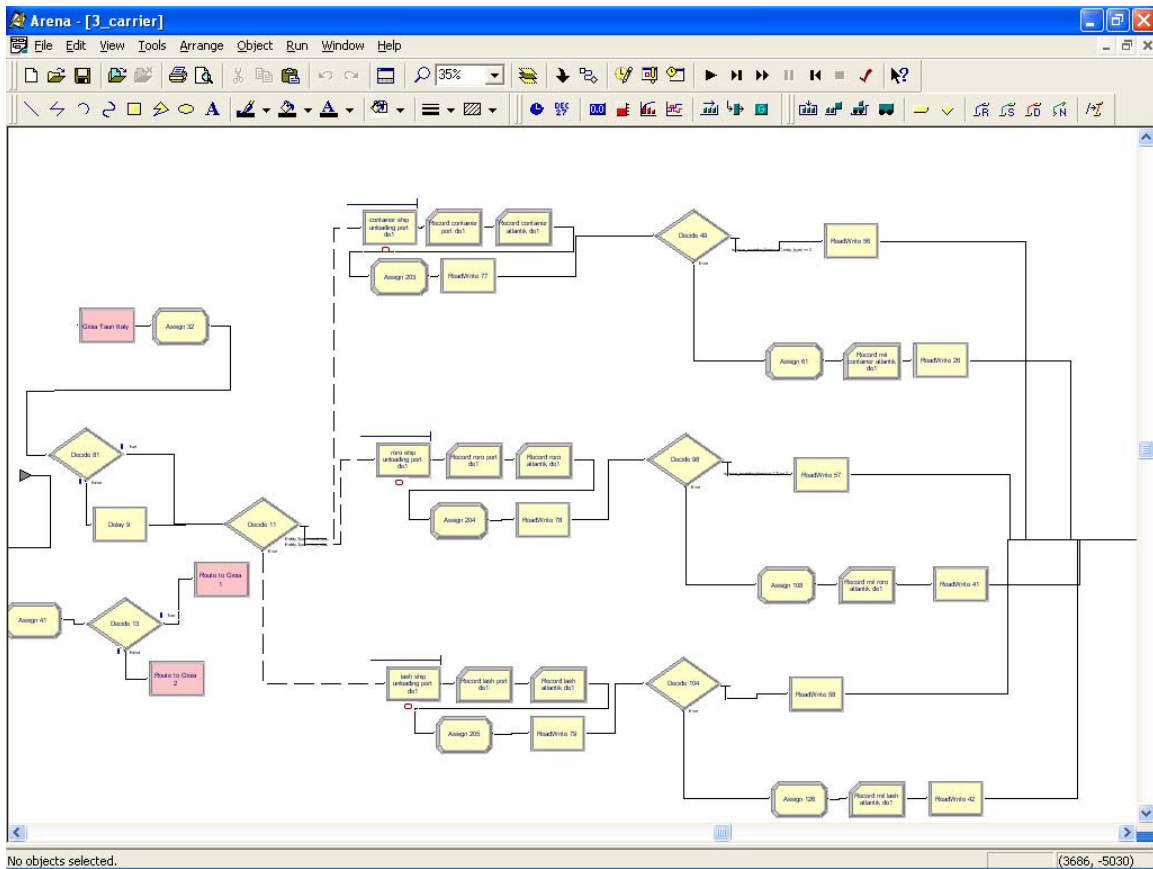 Arena - [3_carrier]
File Edit View Tools Arrange Object Run Window Help
35%
container ship
unloading port
do1
Record container
port do1
Record container
atlantik do1
Decide 49
ReadWrite 56
Assign 203
ReadWrite 77
Else
Gioia Tauri Italy
Assign 32
Assign 61
Record mil
container atlantik
do1
ReadWrite 26
Decide 81
True
False
roro ship
unloading port
do1
Record roro port
do1
Record roro
atlantik do1
Decide 98
ReadWrite 57
Delay 9
Decide 11
Else
Assign 204
ReadWrite 78
Else
Route to Gioia
1
Assign 108
Record mil roro
atlantik do1
ReadWrite 41
Assign 41
Decide 13
True
False
Route to Gioia
2
lash ship
unloading port
do1
Record lash port
do1
Record lash
atlantik do1
Decide 104
ReadWrite 58
Assign 205
ReadWrite 79
Else
Assign 126
Record mil lash
atlantik do1
ReadWrite 42
No objects selected.
(3686, -5030)